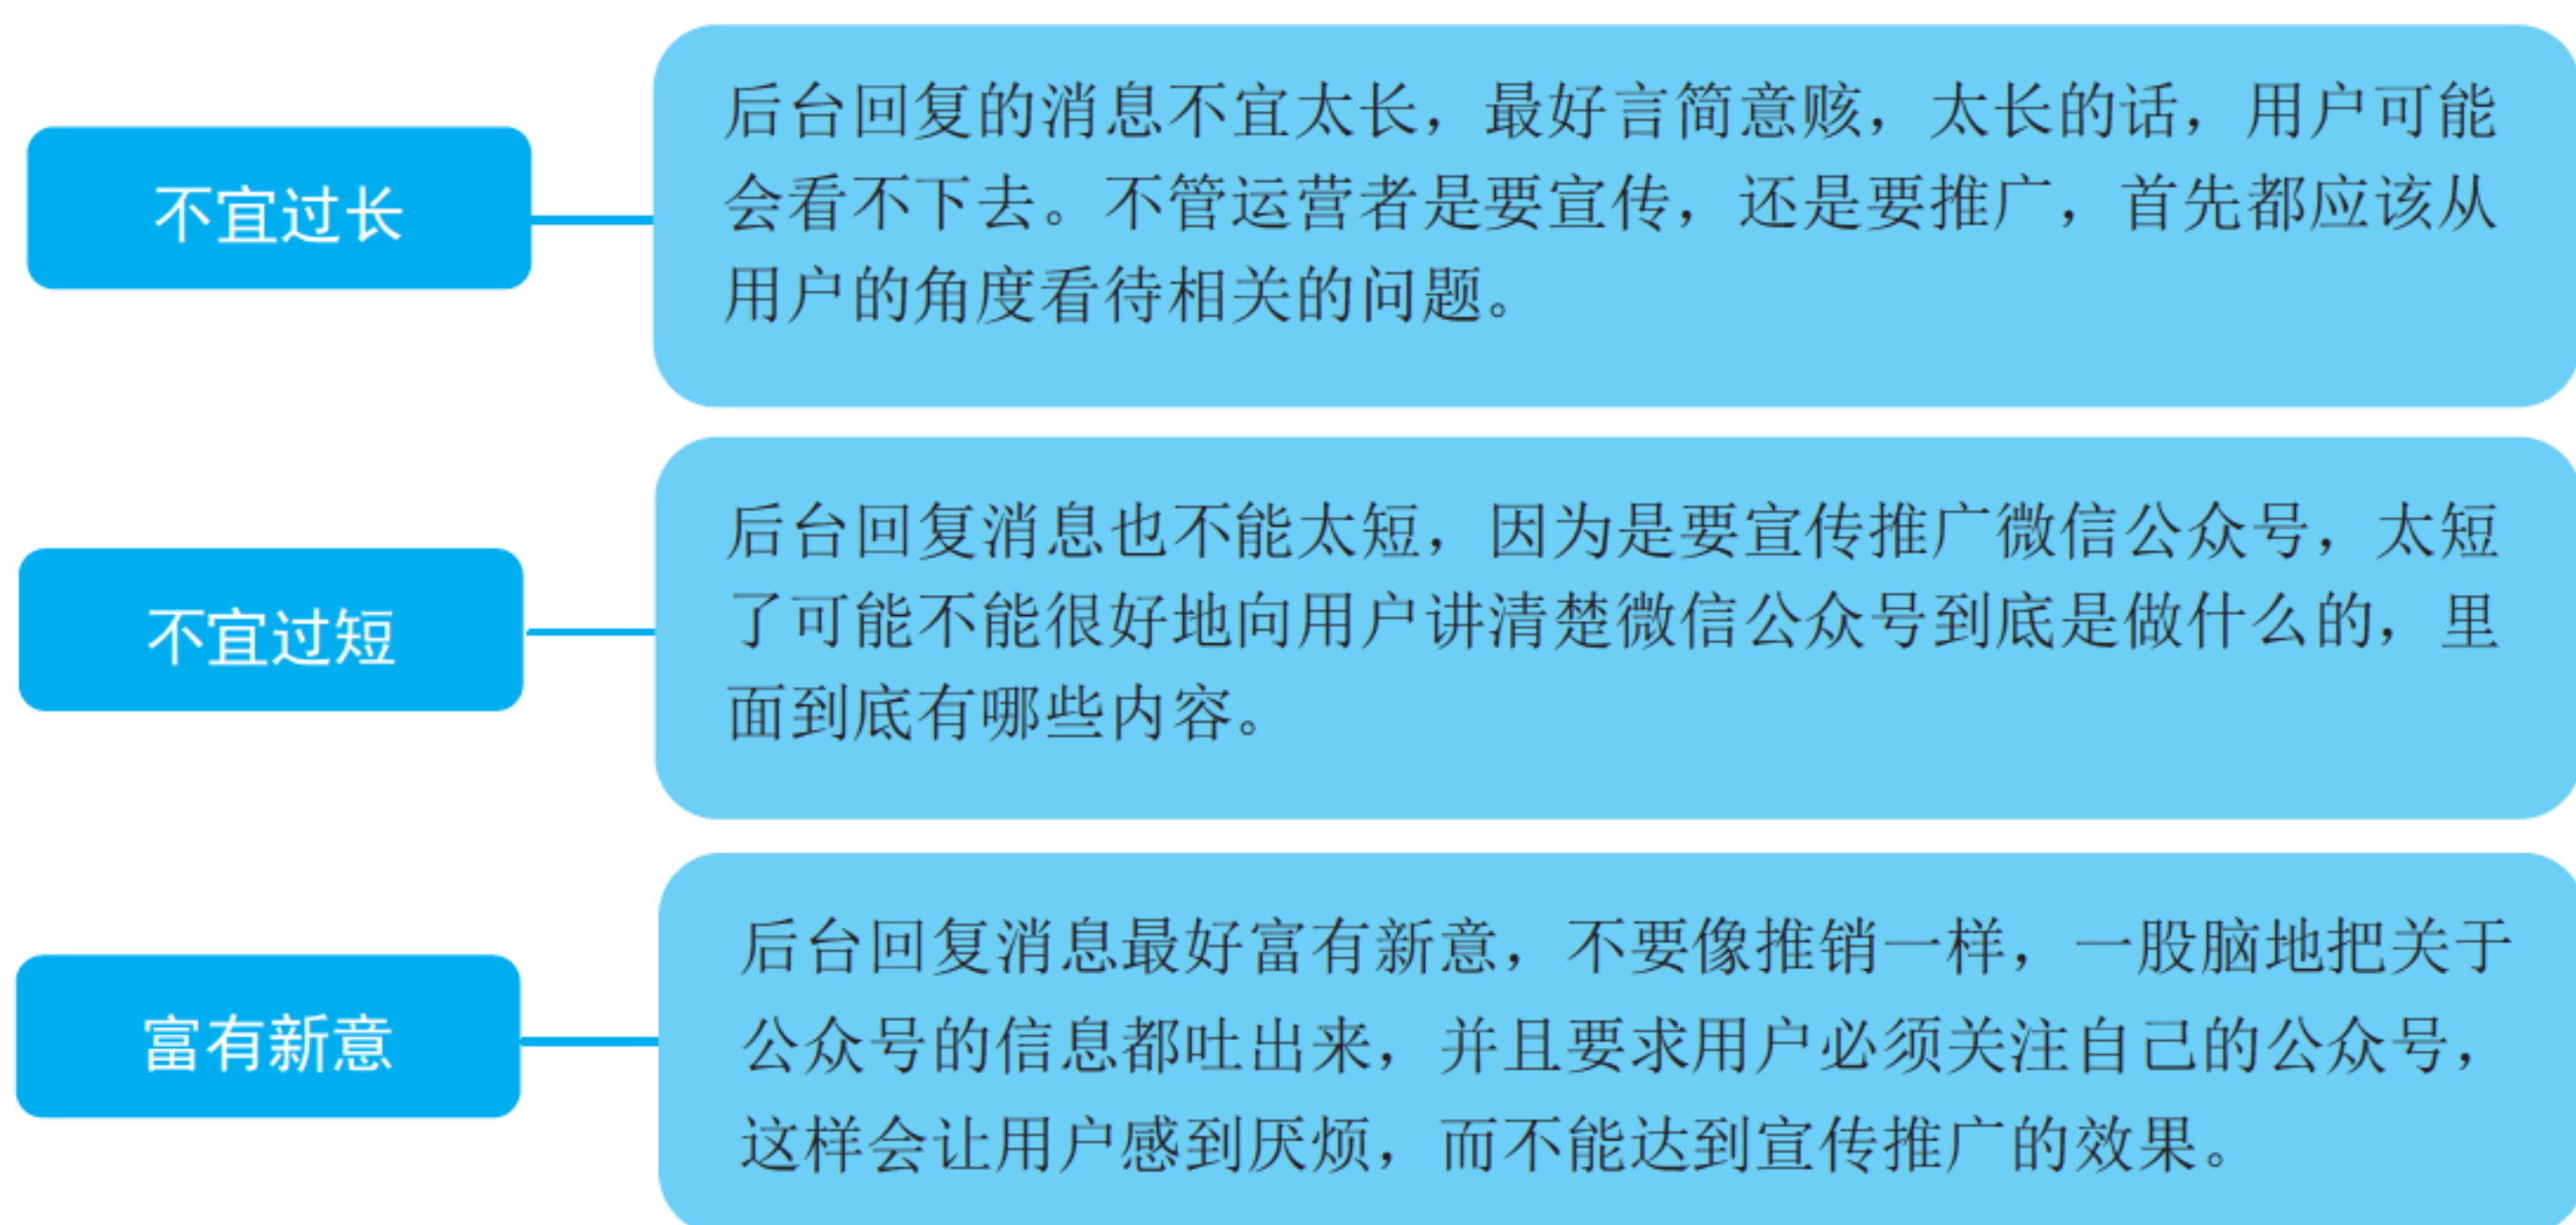 不宜过长
后台回复的消息不宜太长，最好言简意赅，太长的话，用户可能
会看不下去。不管运营者是要宣传，还是要推广，首先都应该从
用户的角度看待相关的问题。
不宜过短
后台回复消息也不能太短，因为是要宣传推广微信公众号，太短
了可能不能很好地向用户讲清楚微信公众号到底是做什么的，里
面到底有哪些内容。
富有新意
后台回复消息最好富有新意，不要像推销一样，一股脑地把关于
公众号的信息都吐出来，并且要求用户必须关注自己的公众号，
这样会让用户感到厌烦，而不能达到宣传推广的效果。